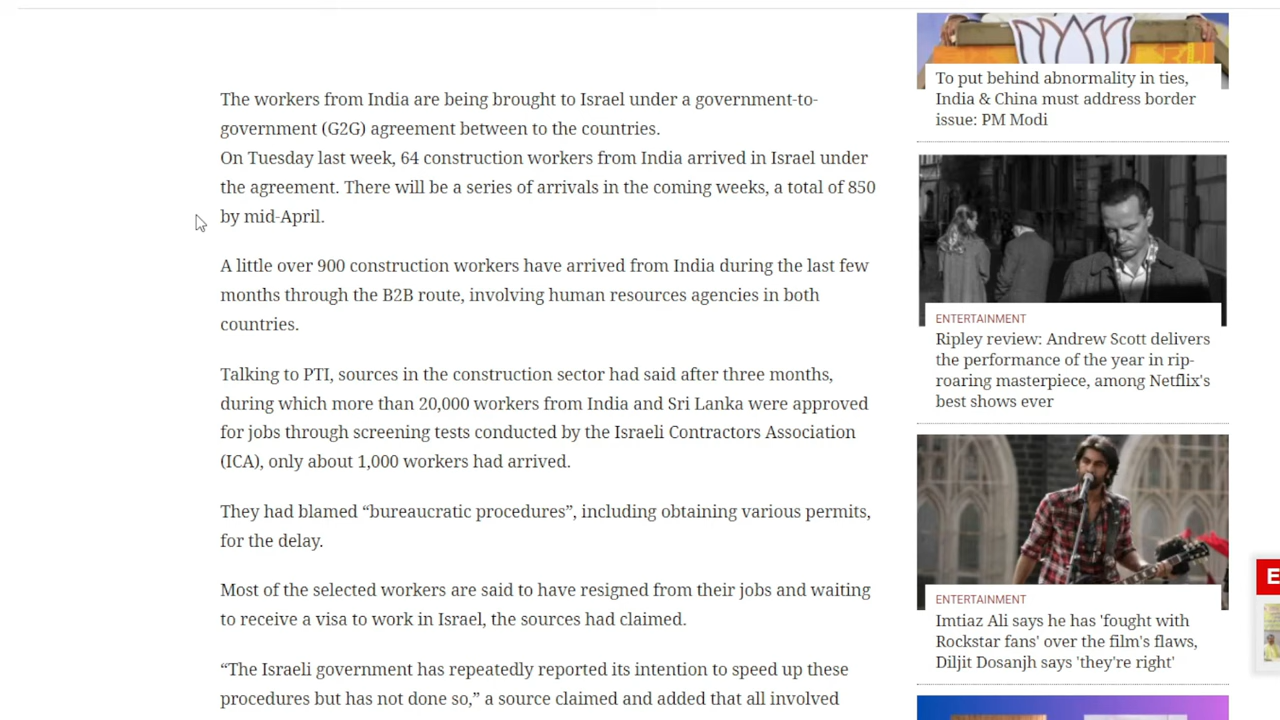 The workers from India are being brought to Israel under a government-to-
government (G2G) agreement between to the countries.
On Tuesday last week, 64 construction workers from India arrived in Israel under
the agreement. There will be a series of arrivals in the coming weeks, a total of 850
by mid-April.
A little over 900 construction workers have arrived from India during the last few
months through the B2B route, involving human resources agencies in both
countries.
Talking to PTI, sources in the construction sector had said after three months,
during which more than 20,000 workers from India and Sri Lanka were approved
for jobs through screening tests conducted by the Israeli Contractors Association
(ICA), only about 1,000 workers had arrived.
They had blamed “bureaucratic procedures”, including obtaining various permits,
for the delay.
Most of the selected workers are said to have resigned from their jobs and waiting
to receive a visa to work in Israel, the sources had claimed.
“The Israeli government has repeatedly reported its intention to speed up these
procedures but has not done so,” a source claimed and added that all involved
To put behind abnormality in ties,
India & China must address border
issue: PM Modi
ENTERTAINMENT
Ripley review: Andrew Scott delivers
the performance of the year in rip-
roaring masterpiece, among Netflix's
best shows ever
ENTERTAINMENT
Imtiaz Ali says he has 'fought with
Rockstar fans' over the film's flaws,
Diljit Dosanjh says 'they're right'
E